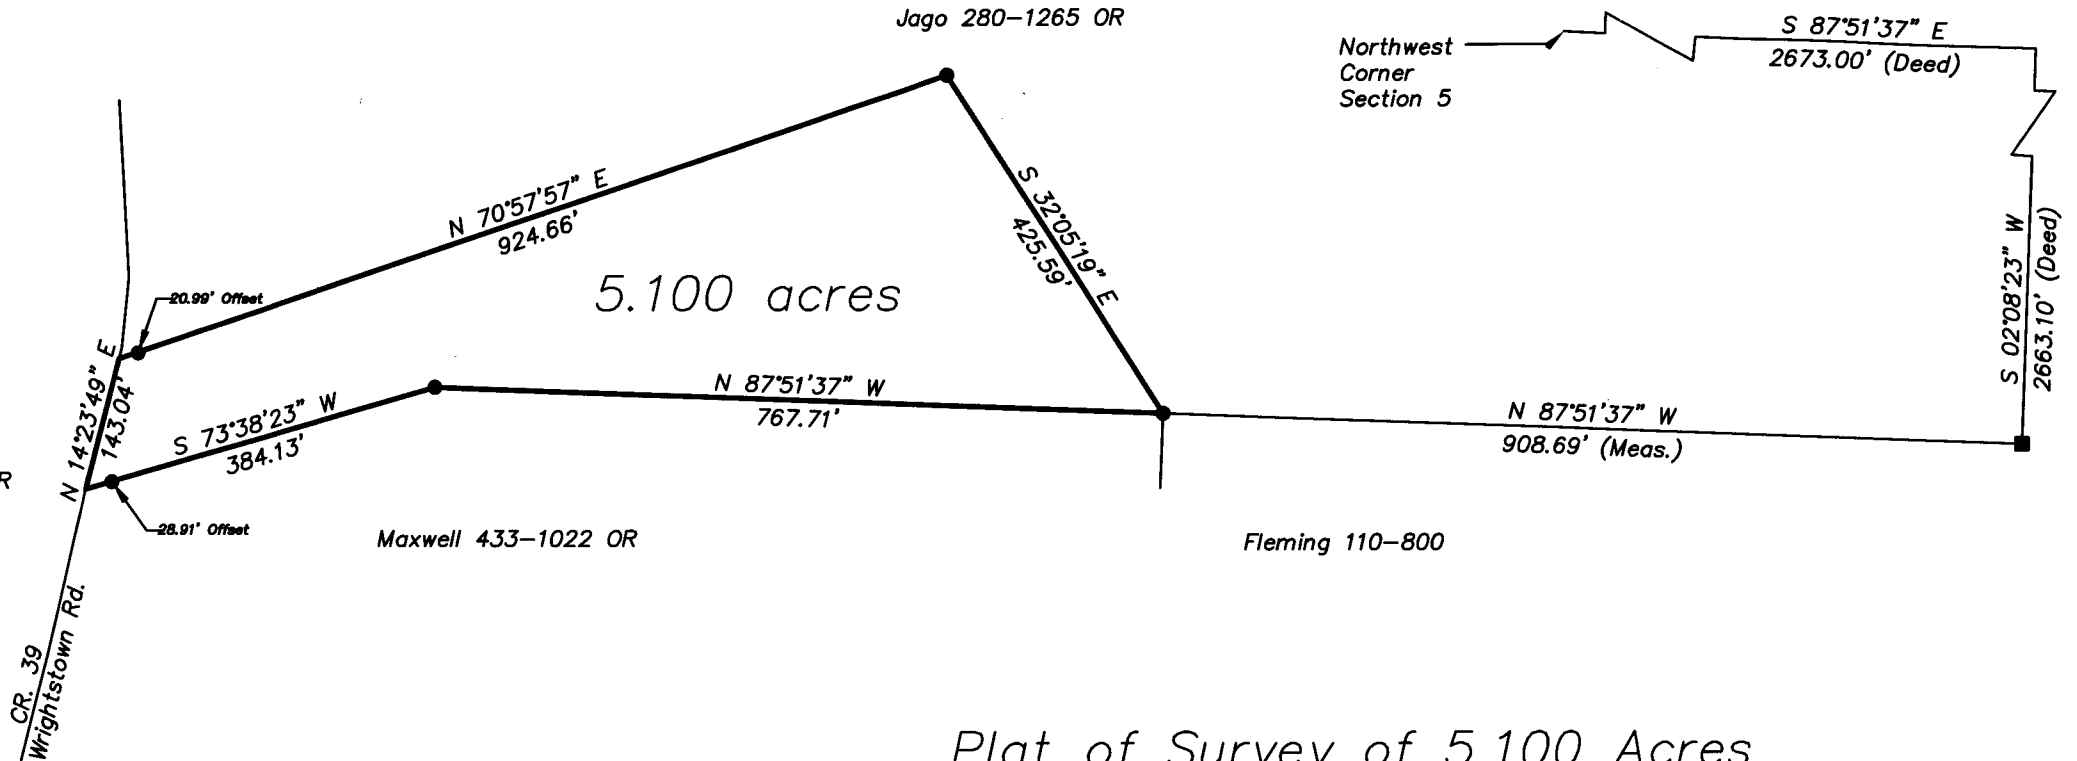 Jago 280-1265 OR
Northwest
Corner
Section 5
S 87°51'37" E
2673.00' (Deed)
N 70°57'57" E
924.66'
S 32°05'19" E
425.59'
S 02°08'23" W
2663.10' (Deed)
5.100 acres
20.99' Offset
N 14°23'49" E
143.04'
S 73°38'23" W
384.13'
N 87°51'37" W
767.71'
N 87°51'37" W
908.69' (Meas.)
R
28.91' Offset
Maxwell 433-1022 OR
Fleming 110-800
CR. 39
Wrightstown Rd.
Plat of Survey of 5.100 Acres